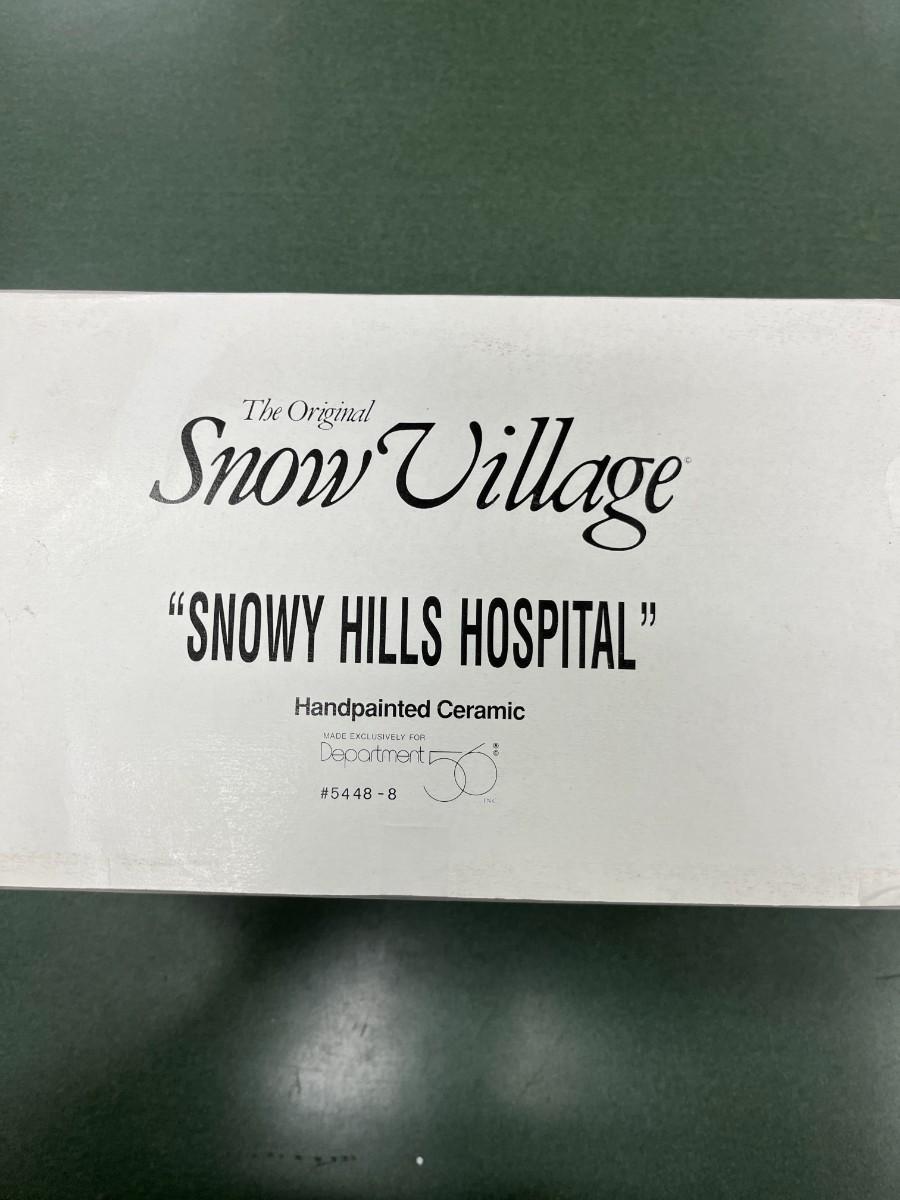 The Original
Snow Village©
“SNOWY HILLS HOSPITAL”
Handpainted Ceramic
MADE EXCLUSIVELY FOR
Department 56 ® ©
INC.
#5448-8